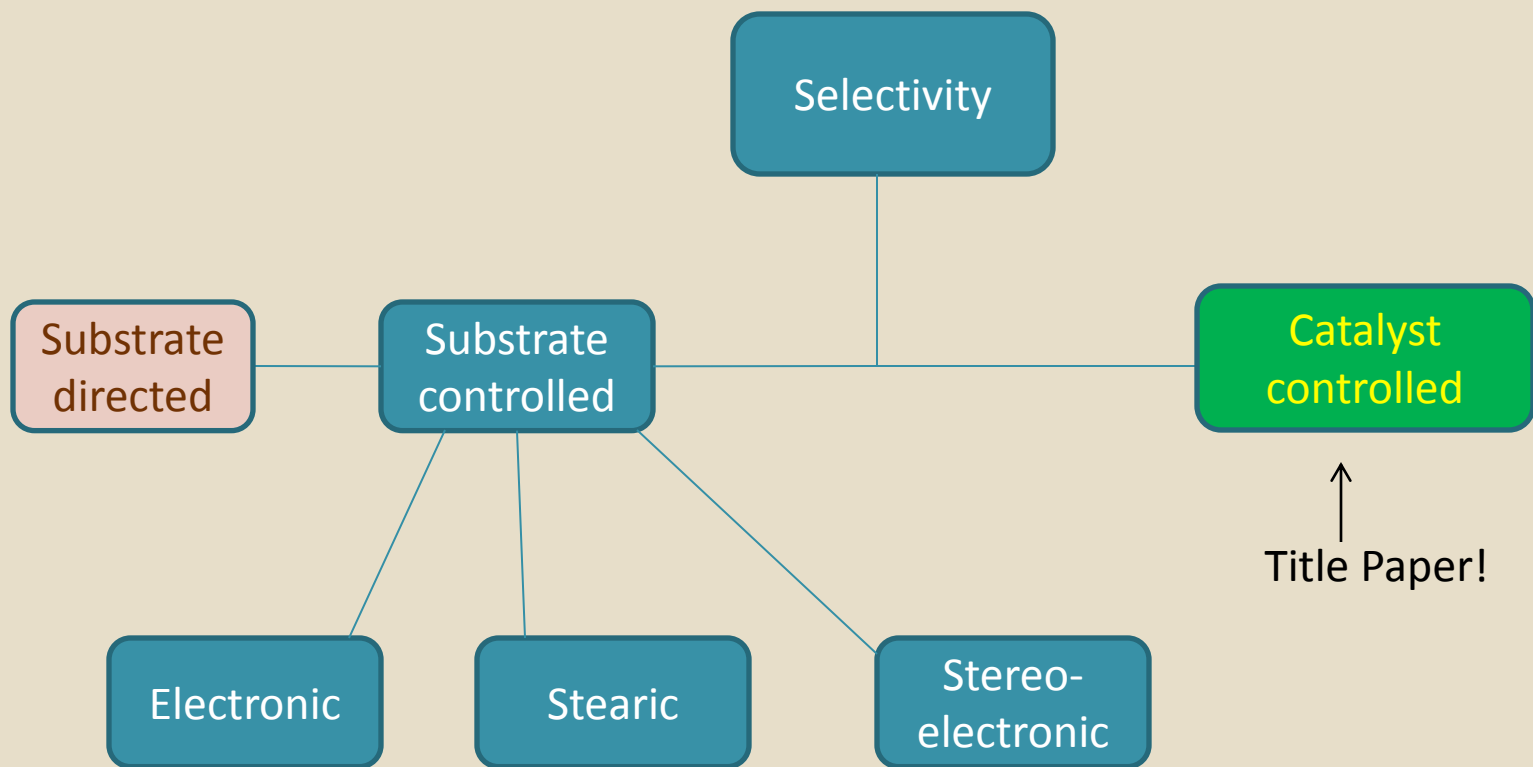 Selectivity
Substrate
directed
Substrate
controlled
Catalyst
controlled
Title Paper!
Electronic
Stearic
Stereo-
electronic